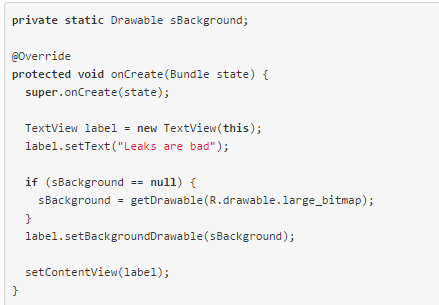 private static Drawable sBackground;
@Override
protected void onCreate(Bundle state) {
super.onCreate(state);
TextView label = new TextView(this);
label.setText("Leaks are bad");
if (sBackground == null) {
sBackground = getDrawable(R.drawable.large_bitmap);
}
label.setBackgroundDrawable(sBackground);
setContentView(label);
}